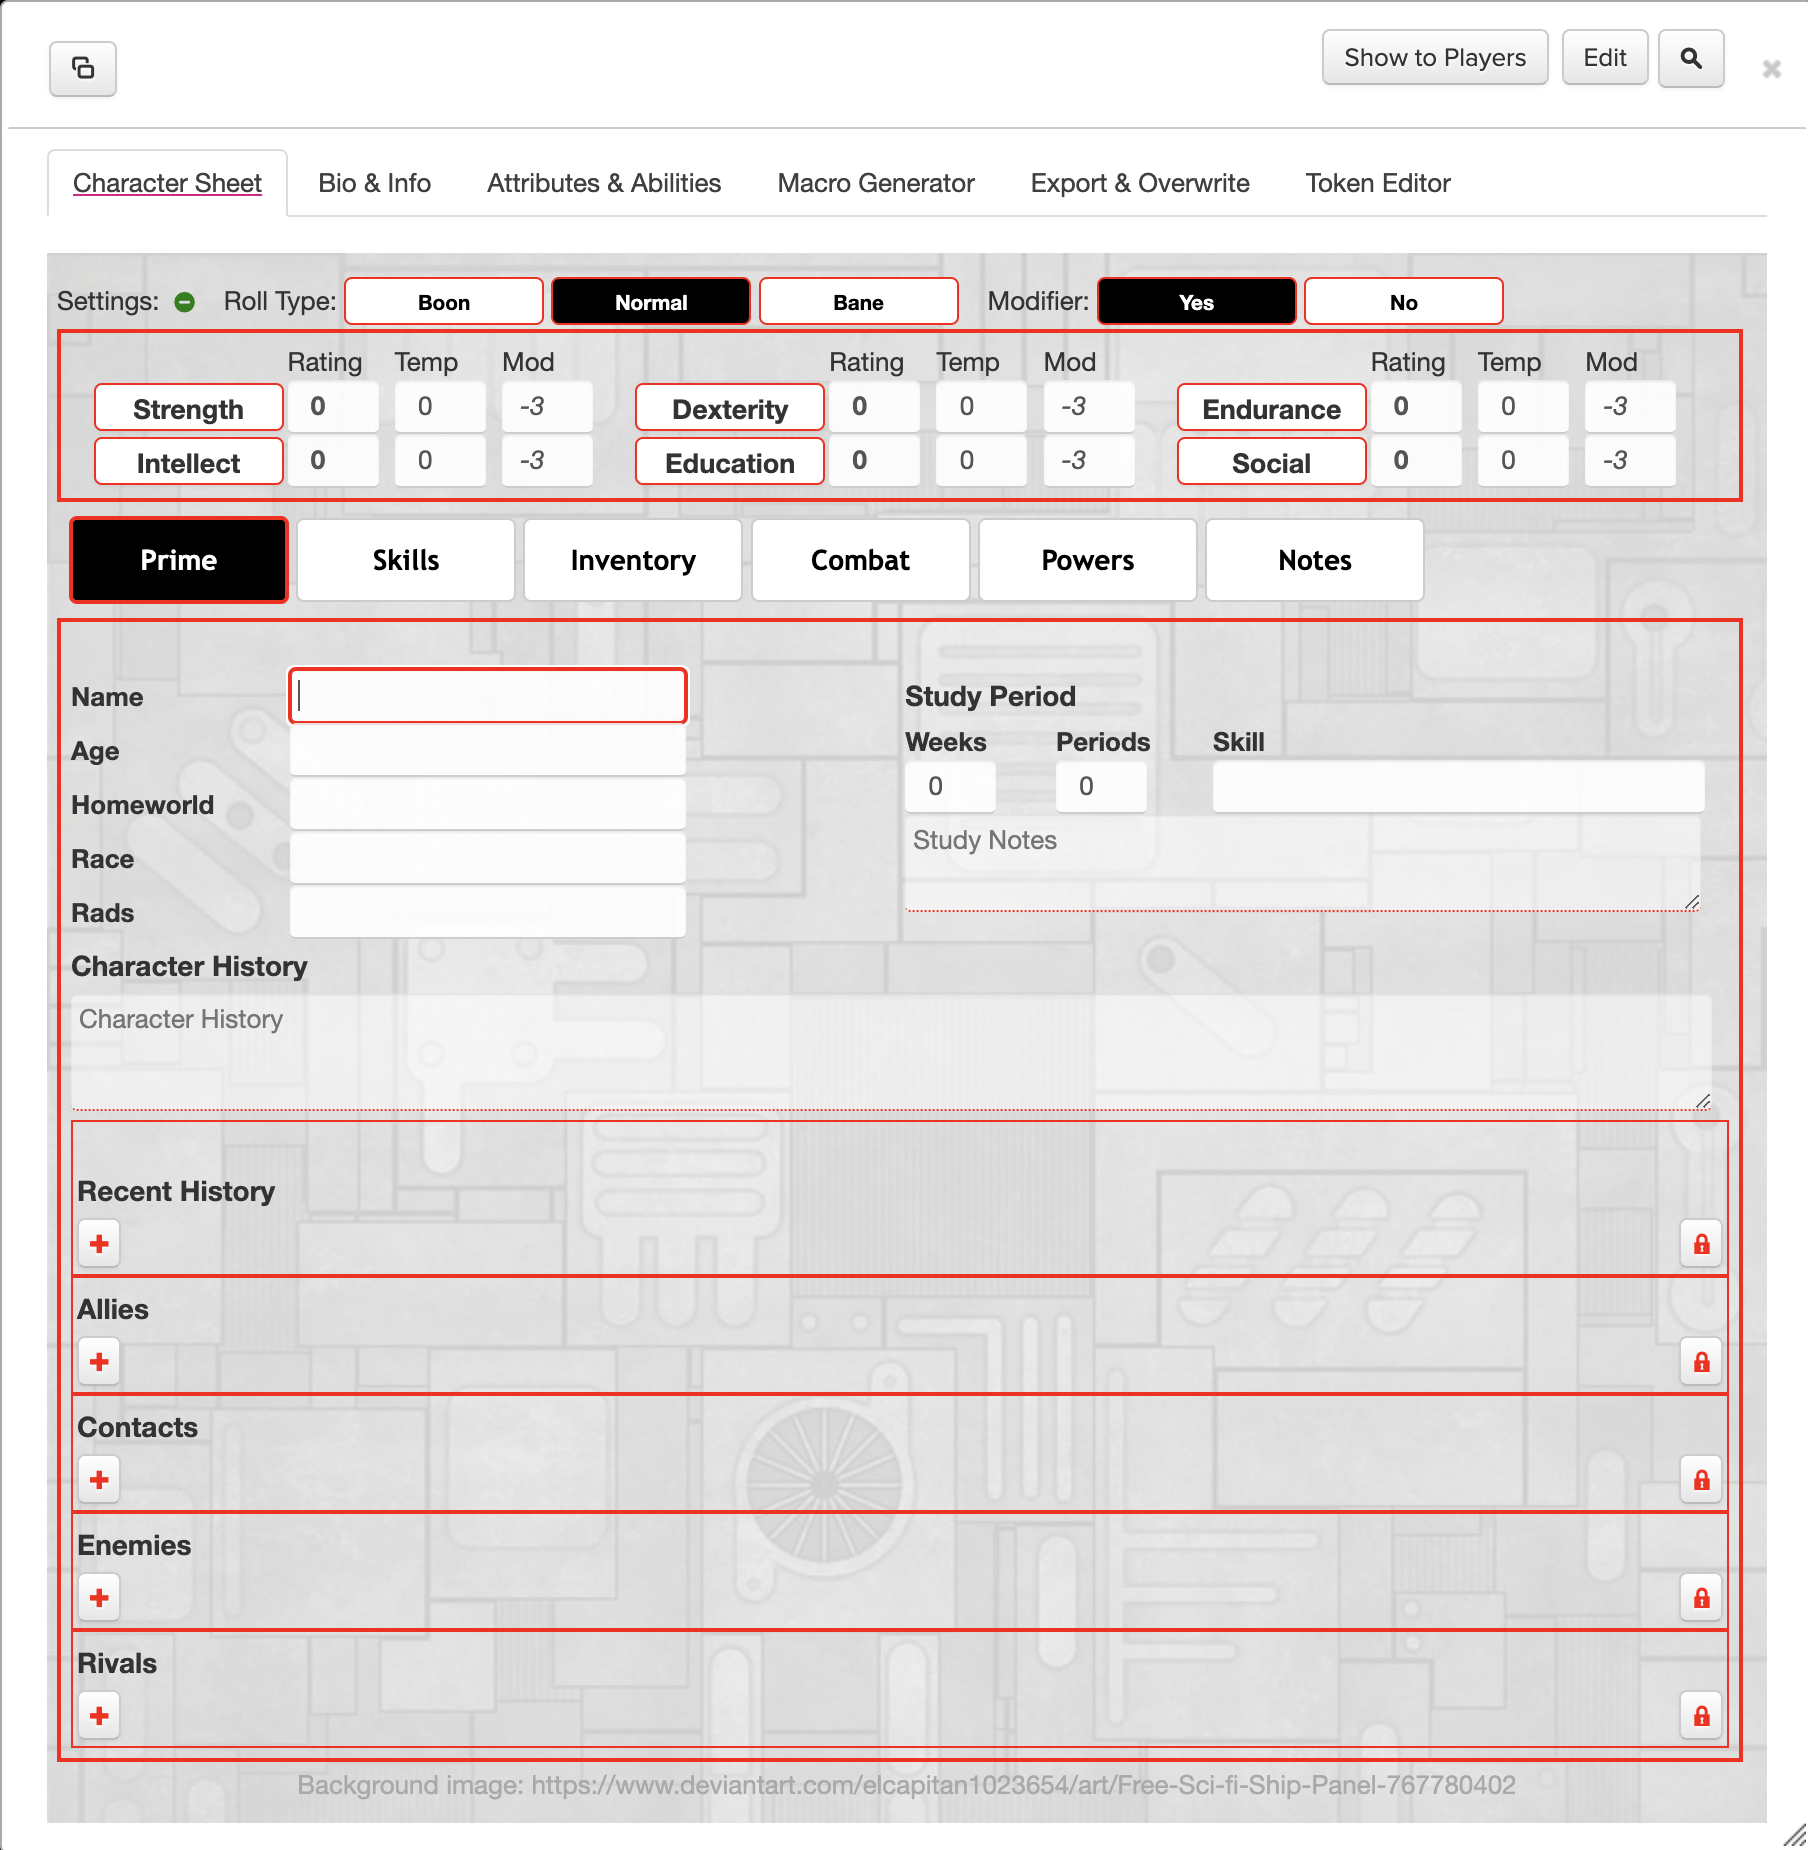 Show to Players Edit
Character Sheet Bio & Info Attributes & Abilities Macro Generator Export & Overwrite Token Editor
Settings: Roll Type: Boon Normal Bane Modifier: Yes No
Rating Temp Mod Rating Temp Mod Rating Temp Mod
Strength 0 0 -3 Dexterity 0 0 -3 Endurance 0 0 -3
Intellect 0 0 -3 Education 0 0 -3 Social 0 0 -3
Prime Skills Inventory Combat Powers Notes
Name
Age
Homeworld
Race
Rads
Study Period
Weeks Periods Skill
0 0
Study Notes
Character History
Character History
Recent History
Allies
Contacts
Enemies
Rivals
Background image: https://www.deviantart.com/elcapitan1023654/art/Free-Sci-fi-Ship-Panel-767780402